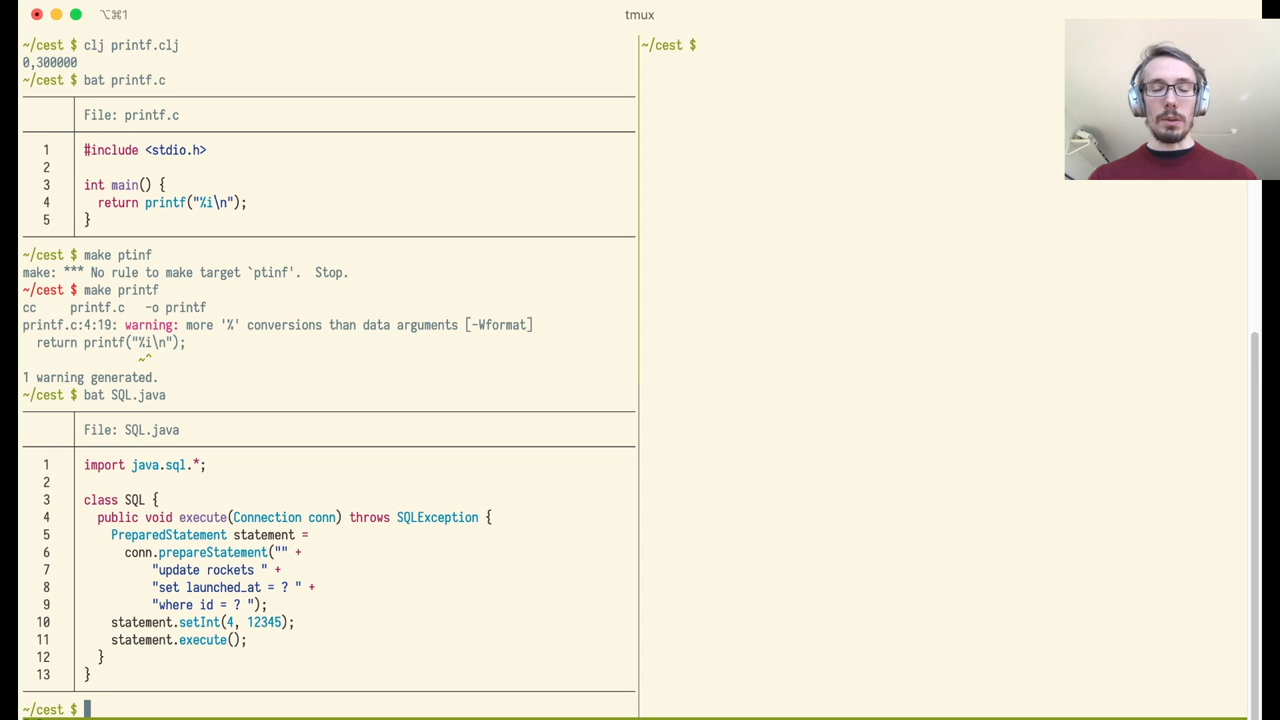 ⌥⌘1
tmux
~/cest $ clj printf.clj
0,300000
~/cest $ bat printf.c
File: printf.c
1 #include <stdio.h>
2
3 int main() {
4   return printf("%i\n");
5 }
~/cest $ make ptinf
make: *** No rule to make target `ptinf'.  Stop.
~/cest $ make printf
cc     printf.c   -o printf
printf.c:4:19: warning: more '%' conversions than data arguments [-Wformat]
  return printf("%i\n");
                 ~^
1 warning generated.
~/cest $ bat SQL.java
File: SQL.java
1 import java.sql.*;
2
3 class SQL {
4   public void execute(Connection conn) throws SQLException {
5     PreparedStatement statement =
6       conn.prepareStatement("" +
7           "update rockets " +
8           "set launched_at = ? " +
9           "where id = ? ");
10     statement.setInt(4, 12345);
11     statement.execute();
12   }
13 }
~/cest $
~/cest $